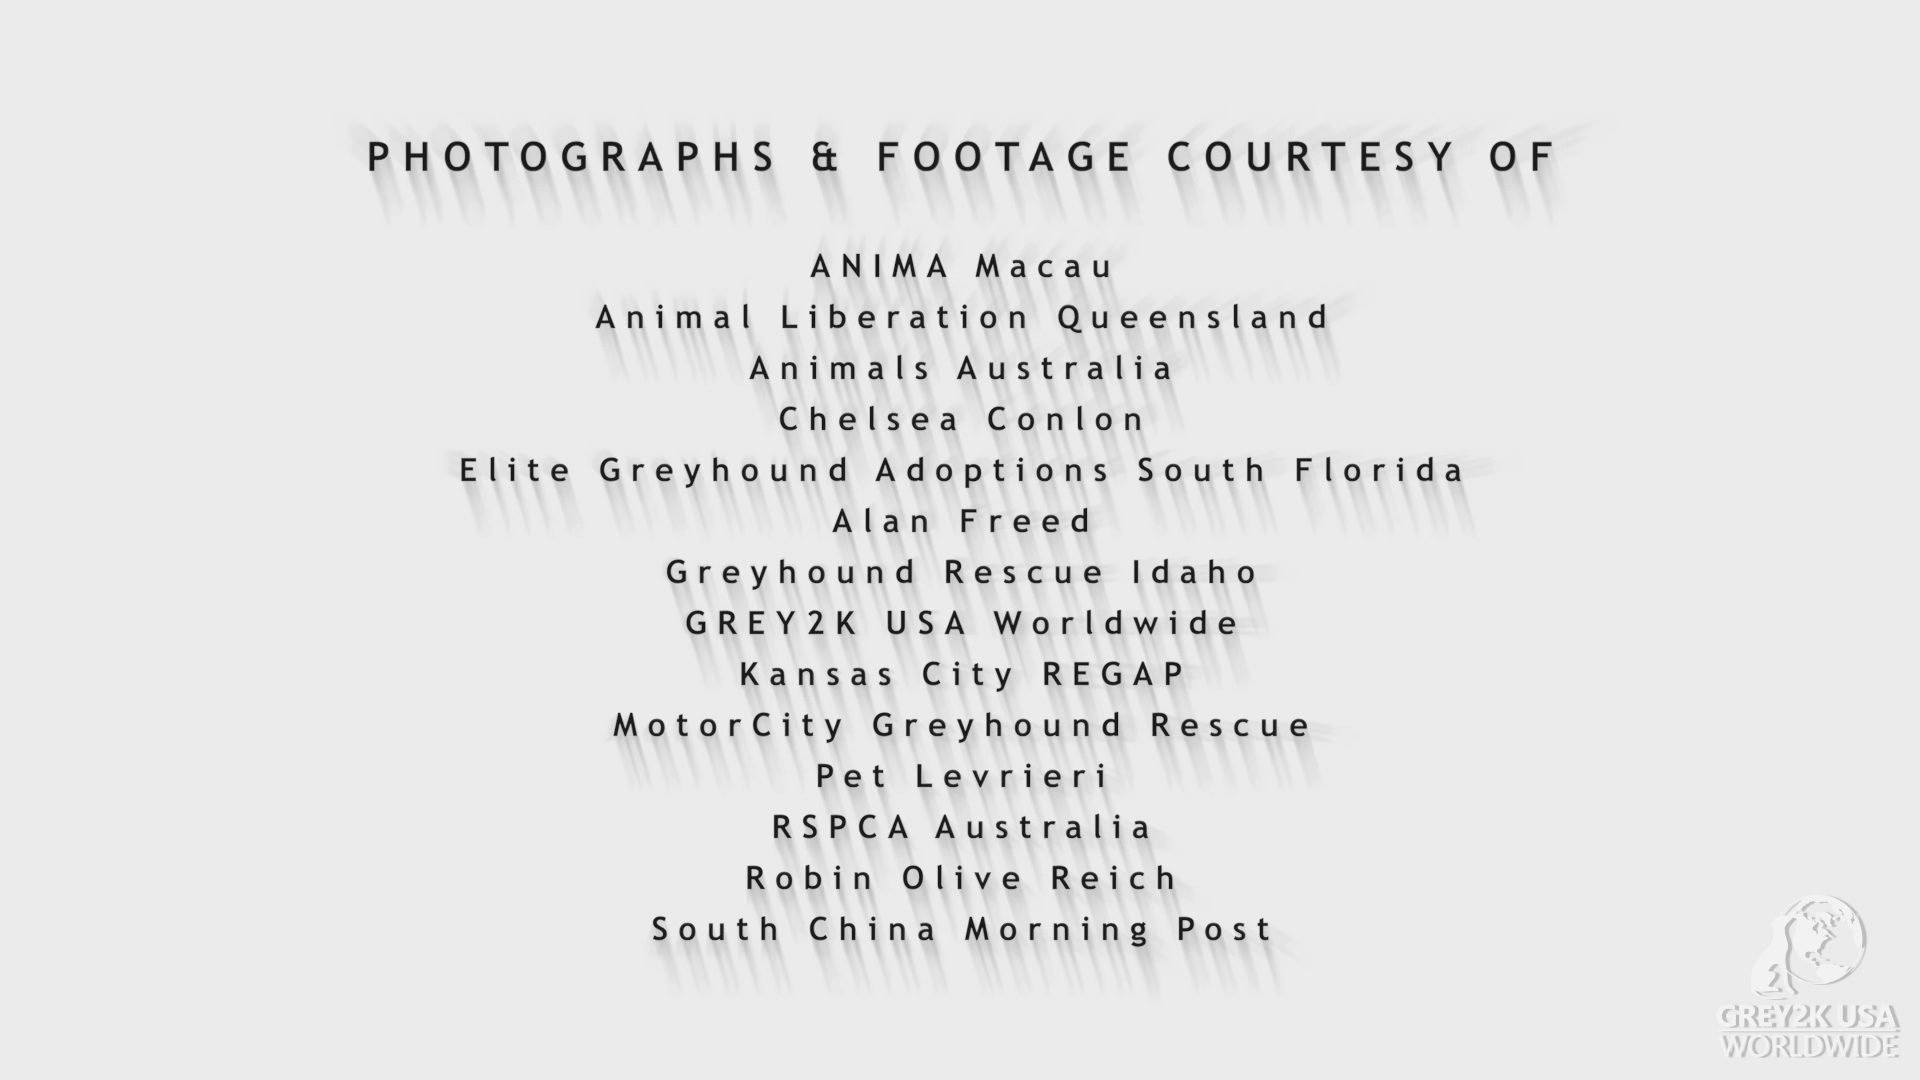 PHOTOGRAPHS & FOOTAGE COURTESY OF
ANIMA Macau
Animal Liberation Queensland
Animals Australia
Chelsea Conlon
Elite Greyhound Adoptions South Florida
Alan Freed
Greyhound Rescue Idaho
GREY2K USA Worldwide
Kansas City REGAP
MotorCity Greyhound Rescue
Pet Levrieri
RSPCA Australia
Robin Olive Reich
South China Morning Post
GREY2K USA
WORLDWIDE